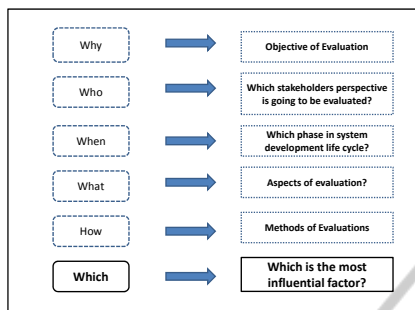 Why
Objective of Evaluation
Who
Which stakeholders perspective
is going to be evaluated?
When
Which phase in system
development life cycle?
What
Aspects of evaluation?
How
Methods of Evaluations
Which
Which is the most
influential factor?